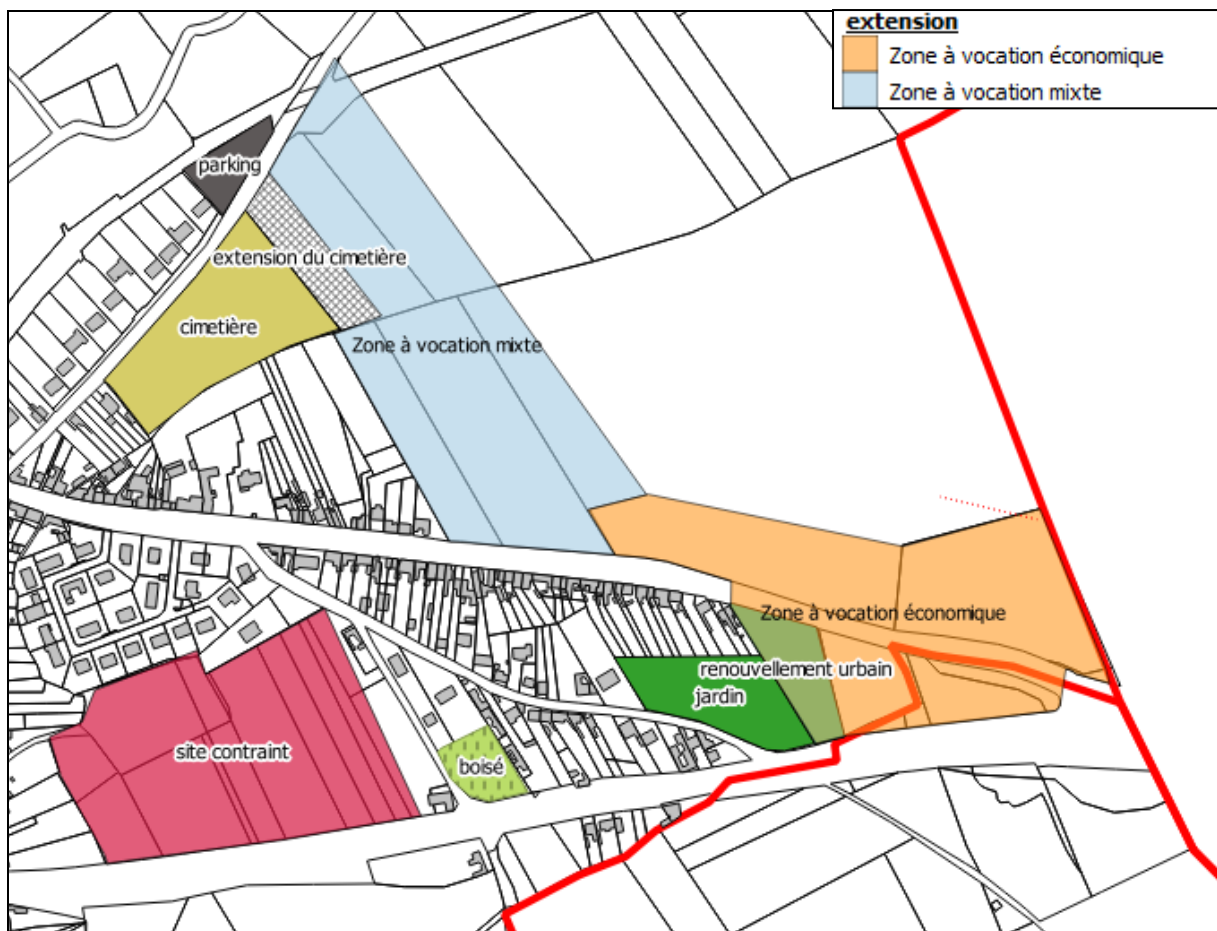 extension
Zone à vocation économique
Zone à vocation mixte
parking
extension du cimetière
cimetière
Zone à vocation mixte
Zone à vocation économique
renouvellement urbain
jardin
site contraint
boisé